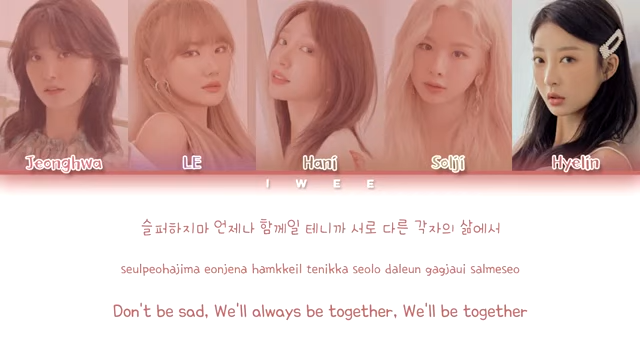 Jeonghwa LE Hani Solji Hyelin
IWEE
슬퍼하지마 언제나 함께일 테니까 서로 다른 각자의 삶에서
seulpeohajima eonjena hamkkeil tenikka seolo daleun gagjaui salmeseo
Don't be sad, We'll always be together, We'll be together